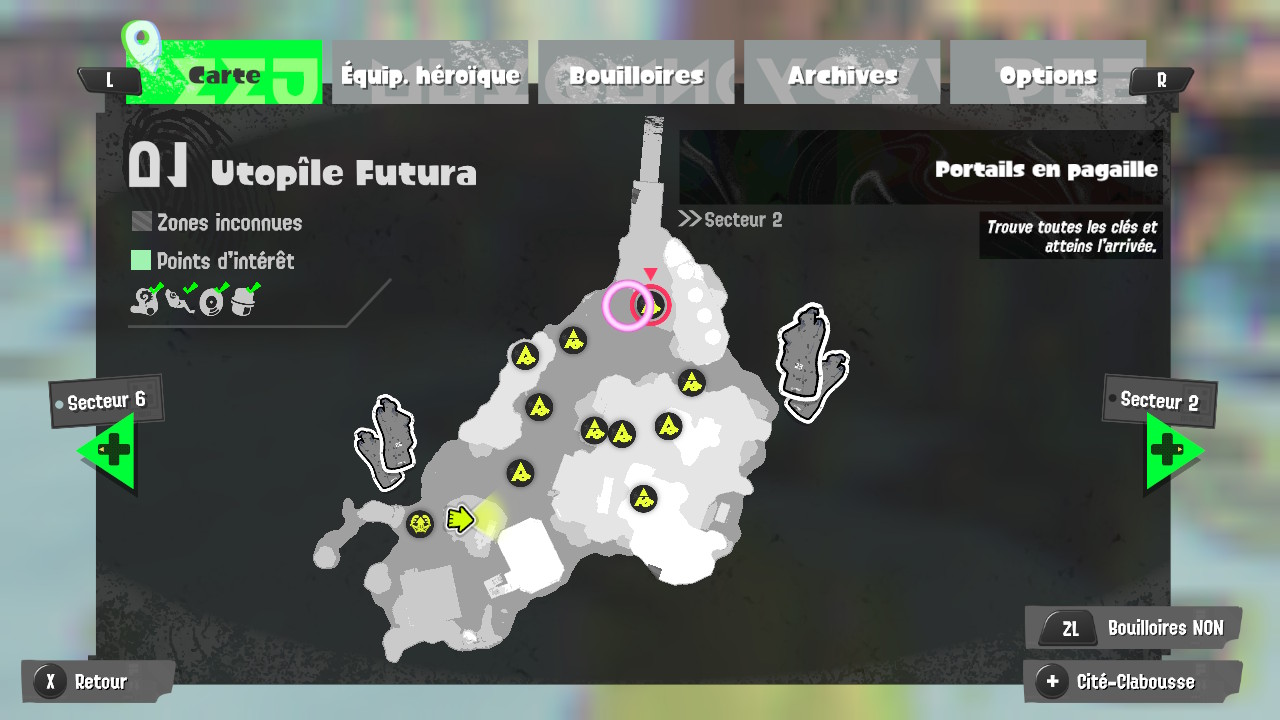 L
Carte
Équip. héroïque
Bouilloires
Archives
Options
R
01 Utopîle Futura
Zones inconnues
Points d'intérêt
Portails en pagaille
Secteur 2
Trouve toutes les clés et
atteins l'arrivée.
Secteur 6
Secteur 2
ZL Bouilloires NON
X Retour
+ Cité-Clabousse